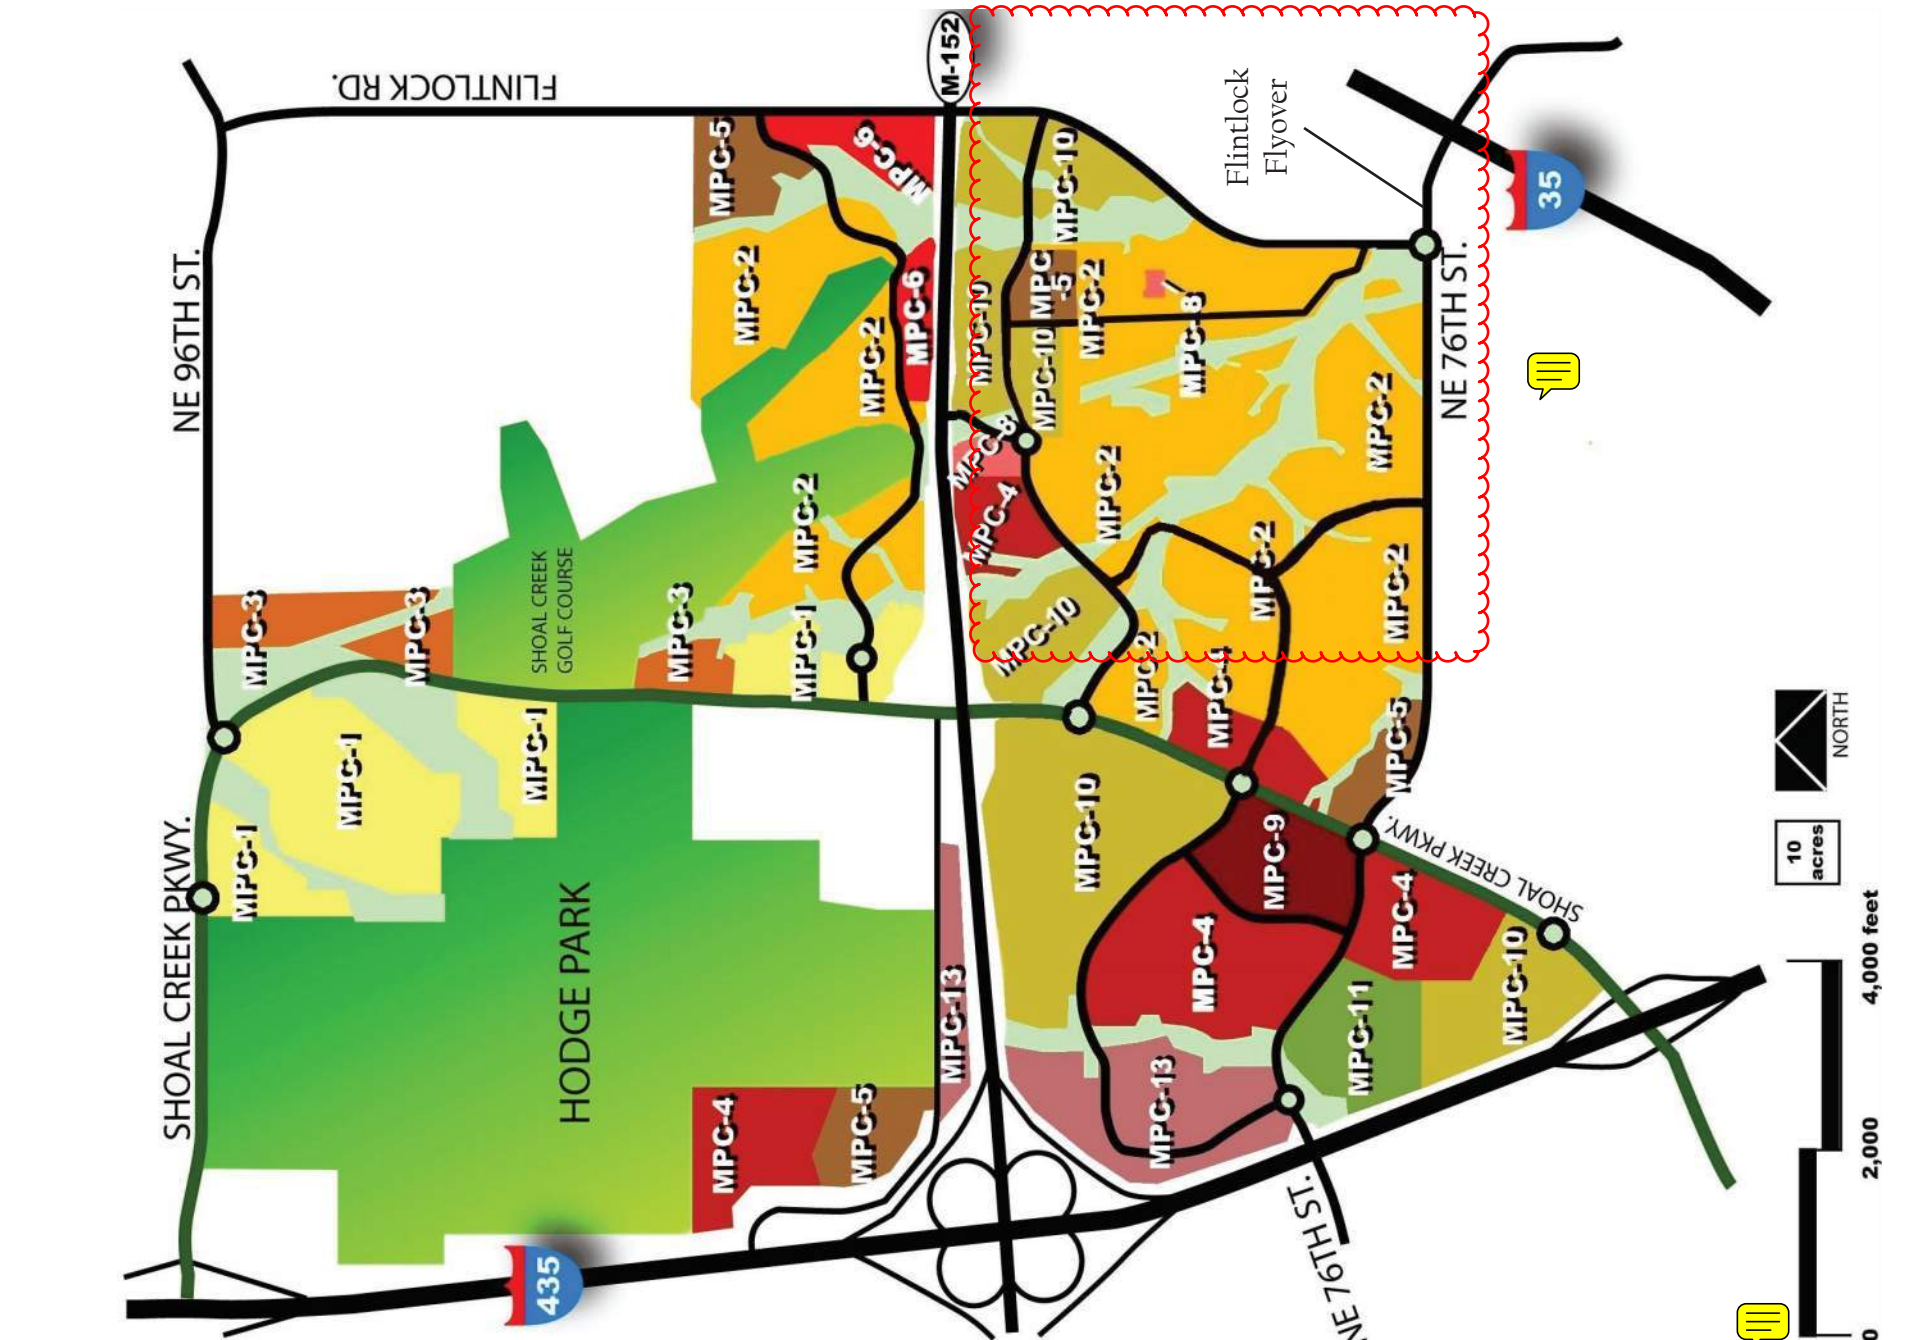 FLINTLOCK RD.
M-152
NE 96TH ST.
Flintlock
Flyover
35
NE 76TH ST.
MPC-5
MPC-6
MPC-10
MPC-2
MPC-6
MPC-10
MPC
-5
MPC-2
MPC-8
MPC-2
MPC-10
MPC-8
MPC-4
MPC-2
MPC-2
MPC-2
MPC-3
MPC-3
SHOAL CREEK
GOLF COURSE
MPC-3
MPC-1
MPC-10
MPC-2
MPC-2
MPC-2
MPC-1
MPC-1
MPC-1
MPC-4
MPC-5
MPC-10
MPC-9
SHOAL CREEK PKWY.
SHOAL CREEK PKWY.
HODGE PARK
MPC-13
MPC-4
MPC-4
MPC-10
MPC-11
MPC-13
MPC-4
MPC-5
435
NE 76TH ST.
NORTH
10
acres
0
2,000
4,000 feet